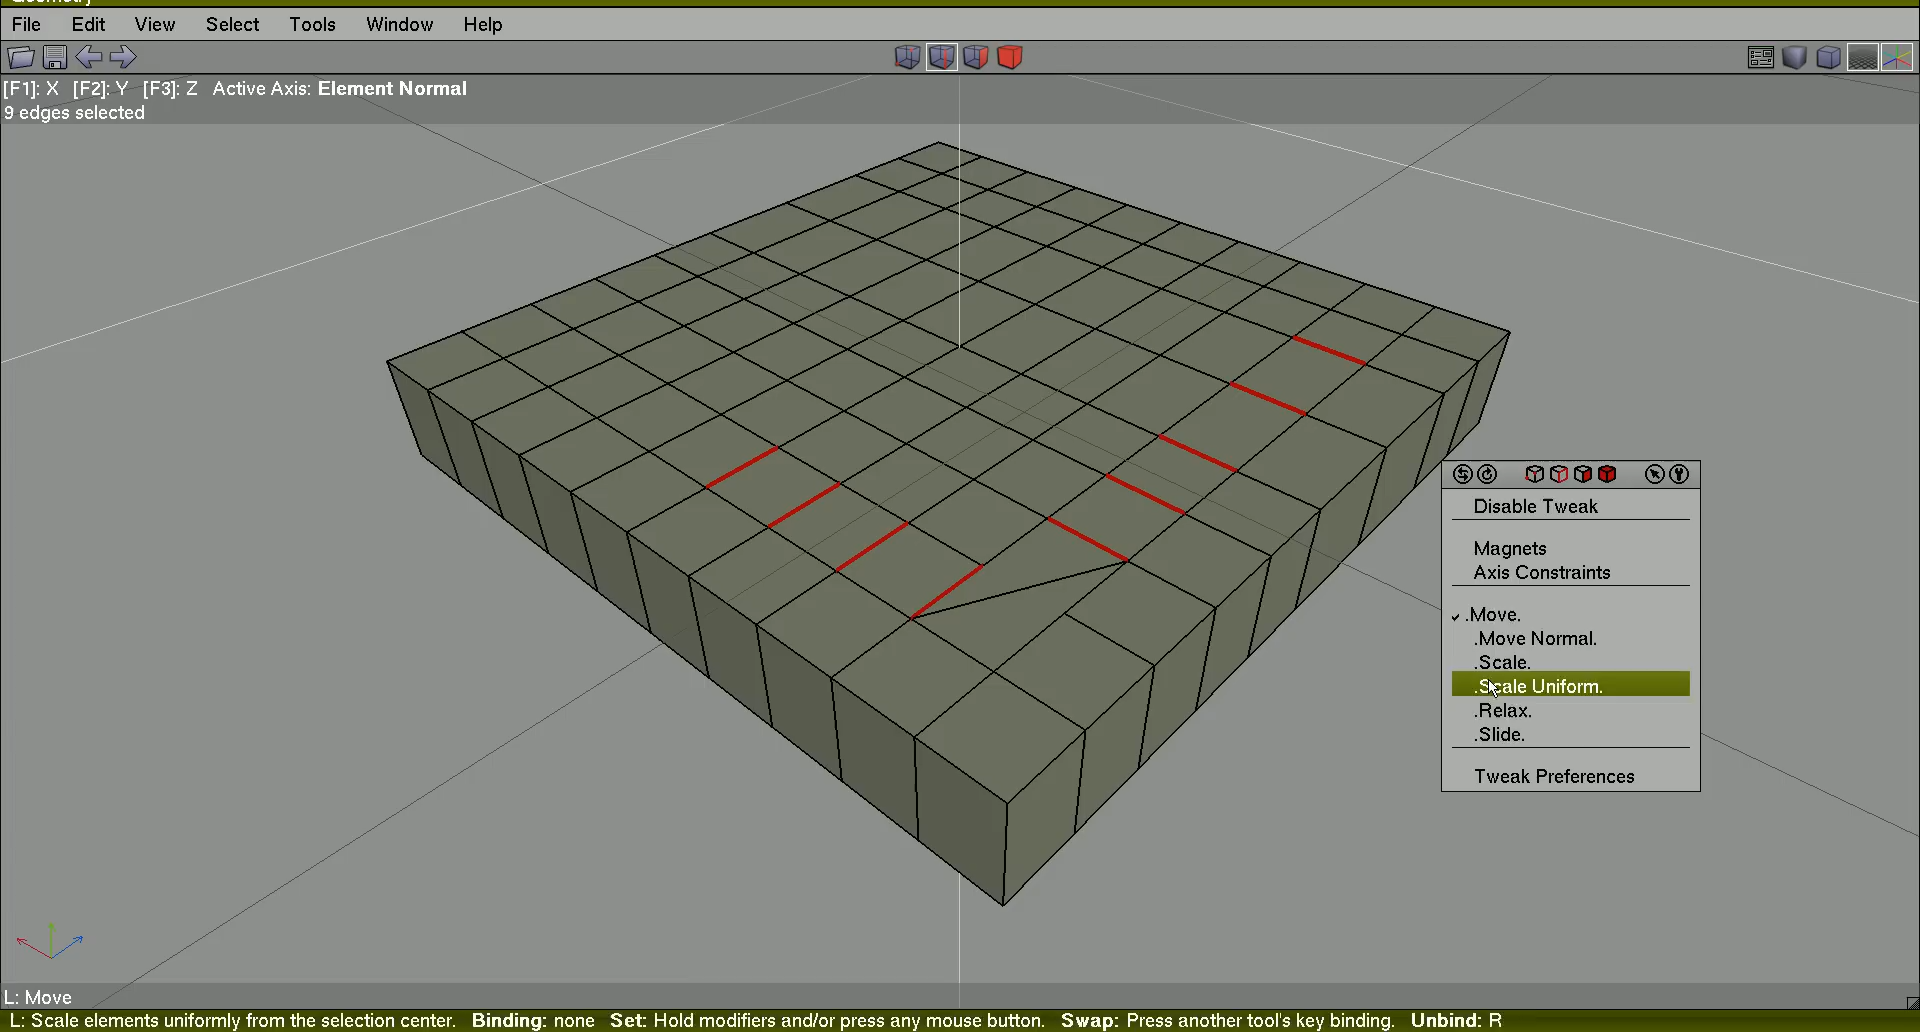 Geometry
File Edit View Select Tools Window Help
[F1]: X [F2]: Y [F3]: Z Active Axis: Element Normal
9 edges selected
Disable Tweak
Magnets
Axis Constraints
.Move.
.Move Normal.
.Scale.
.Scale Uniform.
.Relax.
.Slide.
Tweak Preferences
L: Move
L: Scale elements uniformly from the selection center. Binding: none Set: Hold modifiers and/or press any mouse button. Swap: Press another tool's key binding. Unbind: R